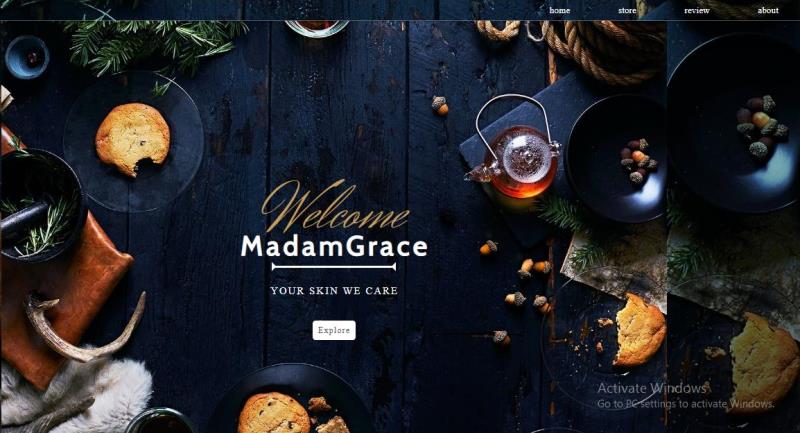 home store review about
Welcome
MadamGrace
YOUR SKIN WE CARE
Explore
Activate Windows
Go to PC settings to activate Windows.